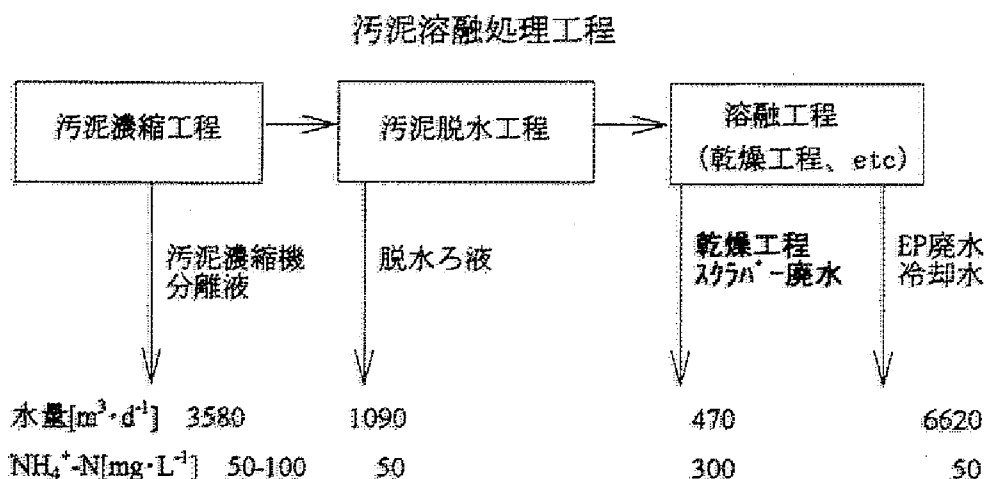 汚泥溶融処理工程
汚泥濃縮工程
汚泥脱水工程
溶融工程
(乾燥工程、etc)
汚泥濃縮機
分離液
脱水ろ液
乾燥工程
スクラバー廃水
EP廃水
冷却水
水量[m³·d⁻¹] 3580 1090 470 6620
NH₄⁺-N[mg·L⁻¹] 50-100 50 300 50